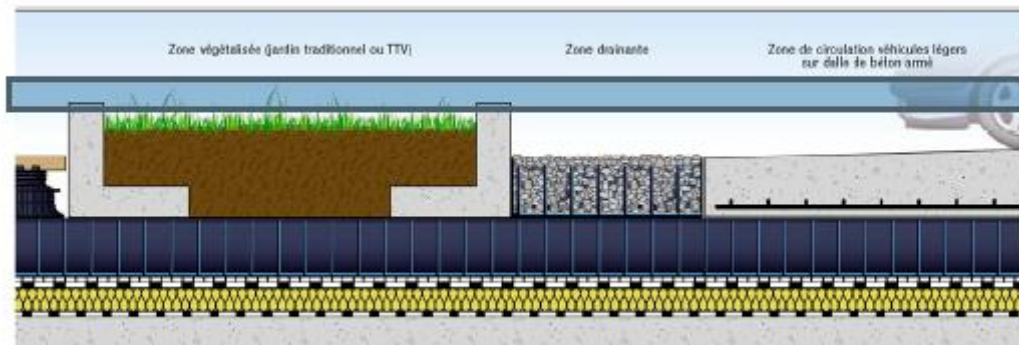 Zone végétalisée (jardin traditionnel ou TTV)
Zone drainante
Zone de circulation véhicules légers
sur dalle de béton armé